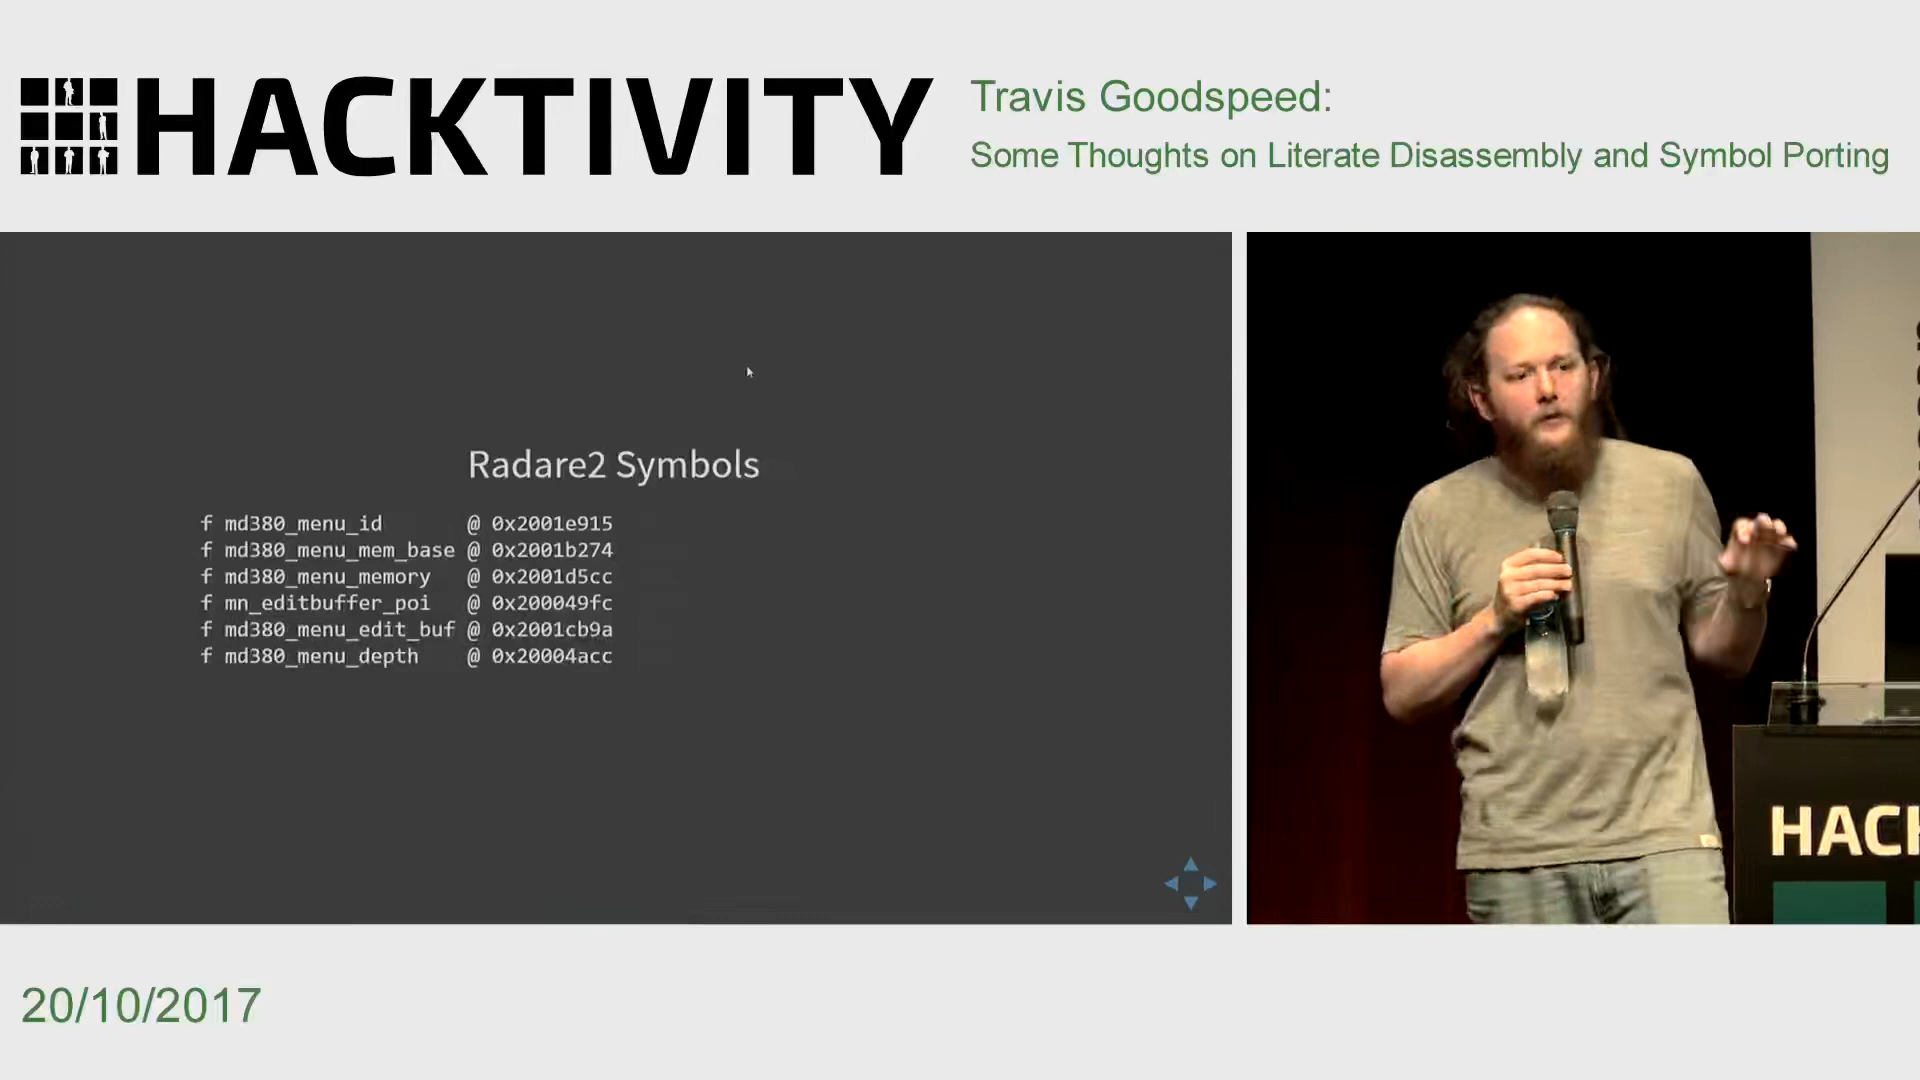 HACKTIVITY
Travis Goodspeed:
Some Thoughts on Literate Disassembly and Symbol Porting
Radare2 Symbols
f md380_menu_id @ 0x2001e915
f md380_menu_mem_base @ 0x2001b274
f md380_menu_memory @ 0x2001d5cc
f mn_editbuffer_poi @ 0x200049fc
f md380_menu_edit_buf @ 0x2001cb9a
f md380_menu_depth @ 0x20004acc
HACK
20/10/2017